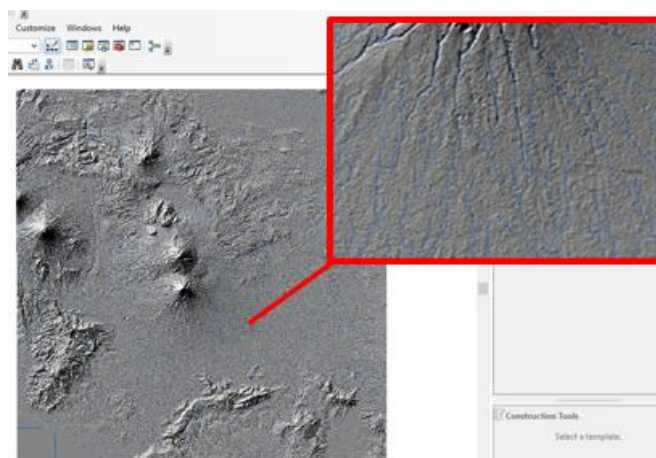 Customize Windows Help
Construction Tools
Select a template.